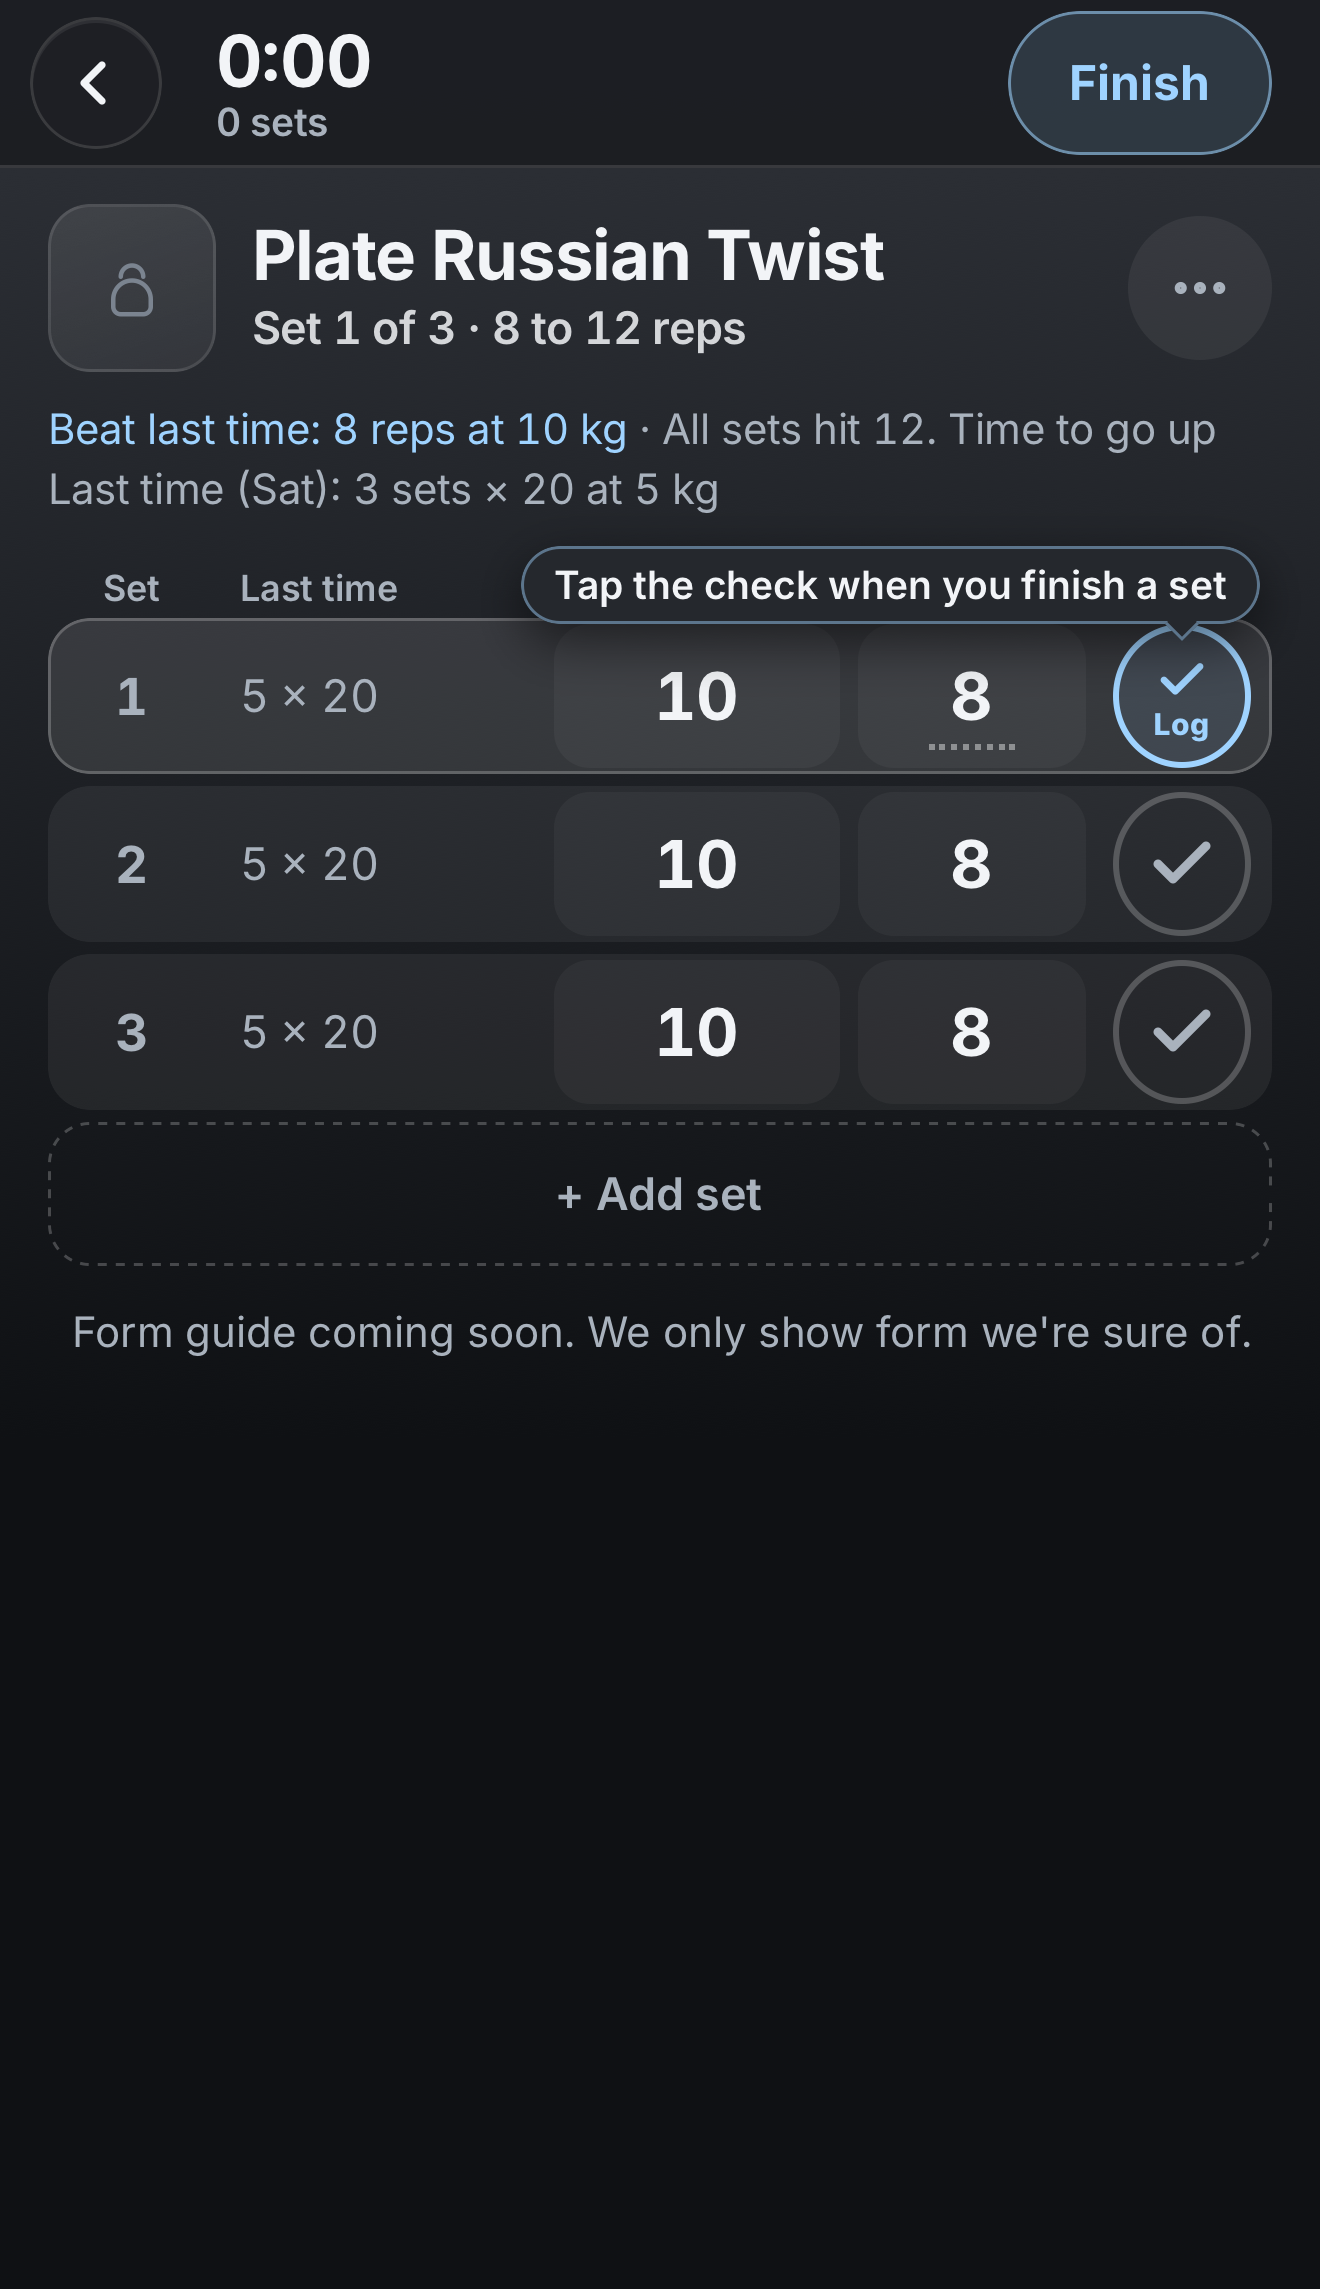 0:00
0 sets
Finish
Plate Russian Twist
Set 1 of 3 · 8 to 12 reps
Beat last time: 8 reps at 10 kg · All sets hit 12. Time to go up
Last time (Sat): 3 sets × 20 at 5 kg
Set Last time
Tap the check when you finish a set
1 5 × 20 10 8 Log
2 5 × 20 10 8
3 5 × 20 10 8
+ Add set
Form guide coming soon. We only show form we're sure of.